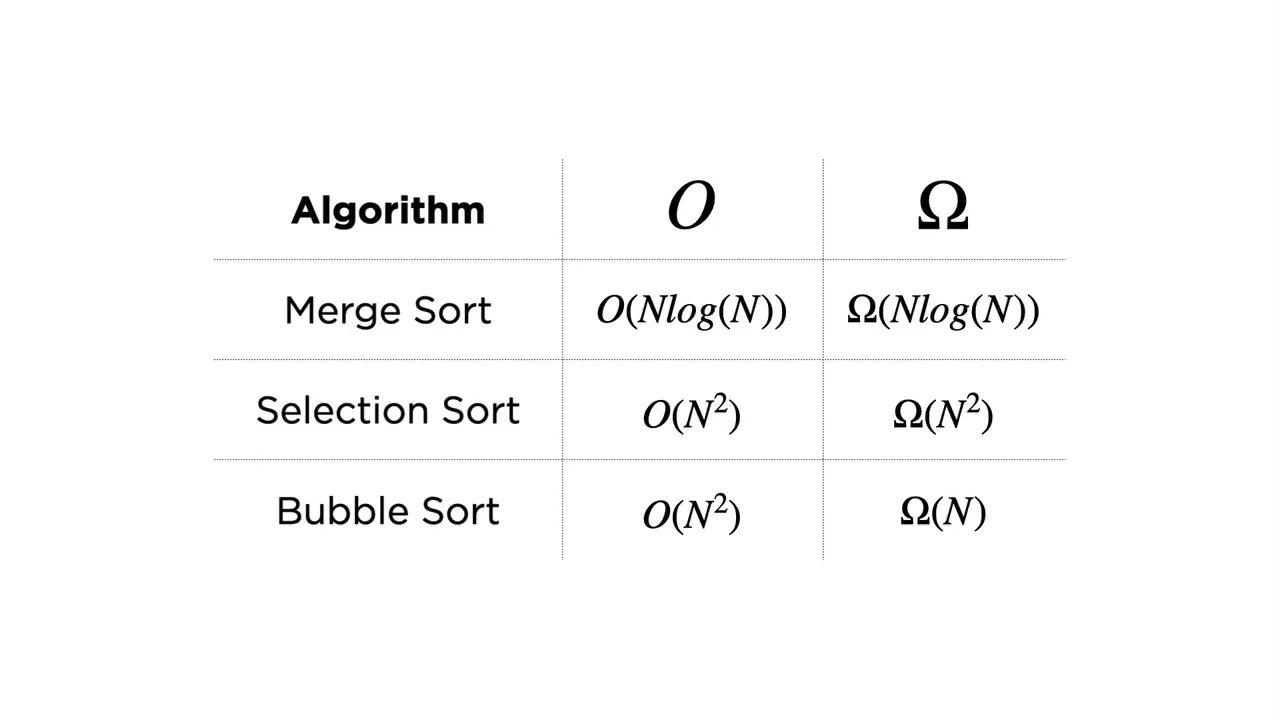 Algorithm O Ω
Merge Sort O(Nlog(N)) Ω(Nlog(N))
Selection Sort O(N²) Ω(N²)
Bubble Sort O(N²) Ω(N)